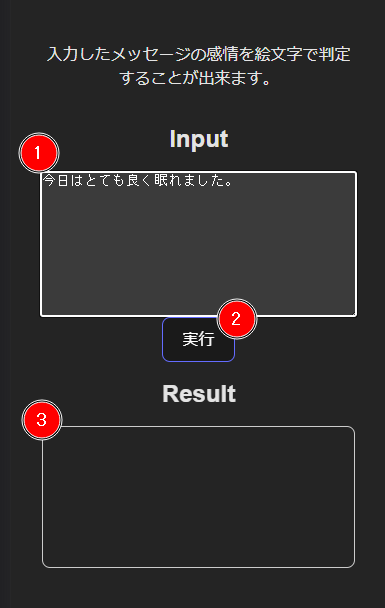 入力したメッセージの感情を絵文字で判定
することが出来ます。
Input
1
今日はとても良く眠れました。
2
実行
Result
3